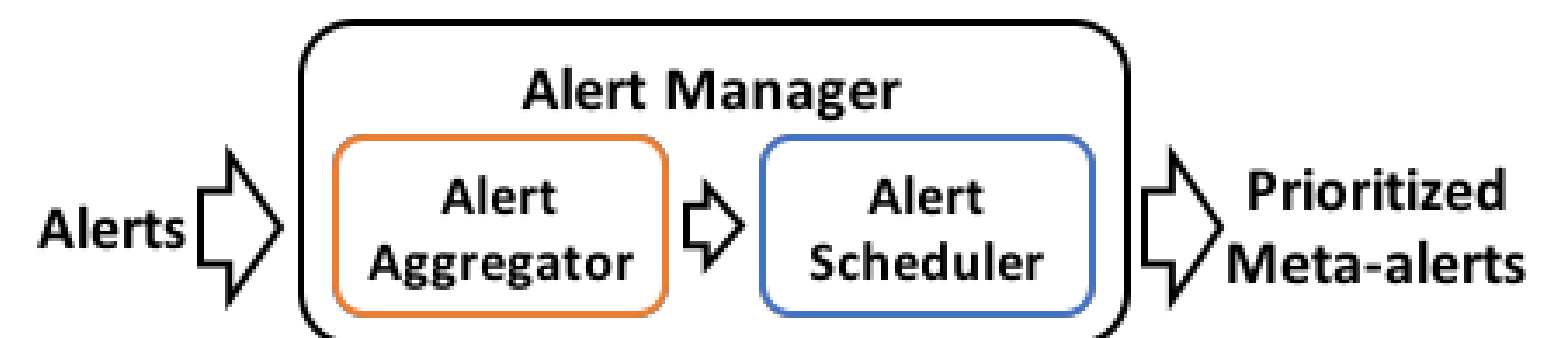 Alert Manager
Alerts
Alert
Aggregator
Alert
Scheduler
Prioritized
Meta-alerts